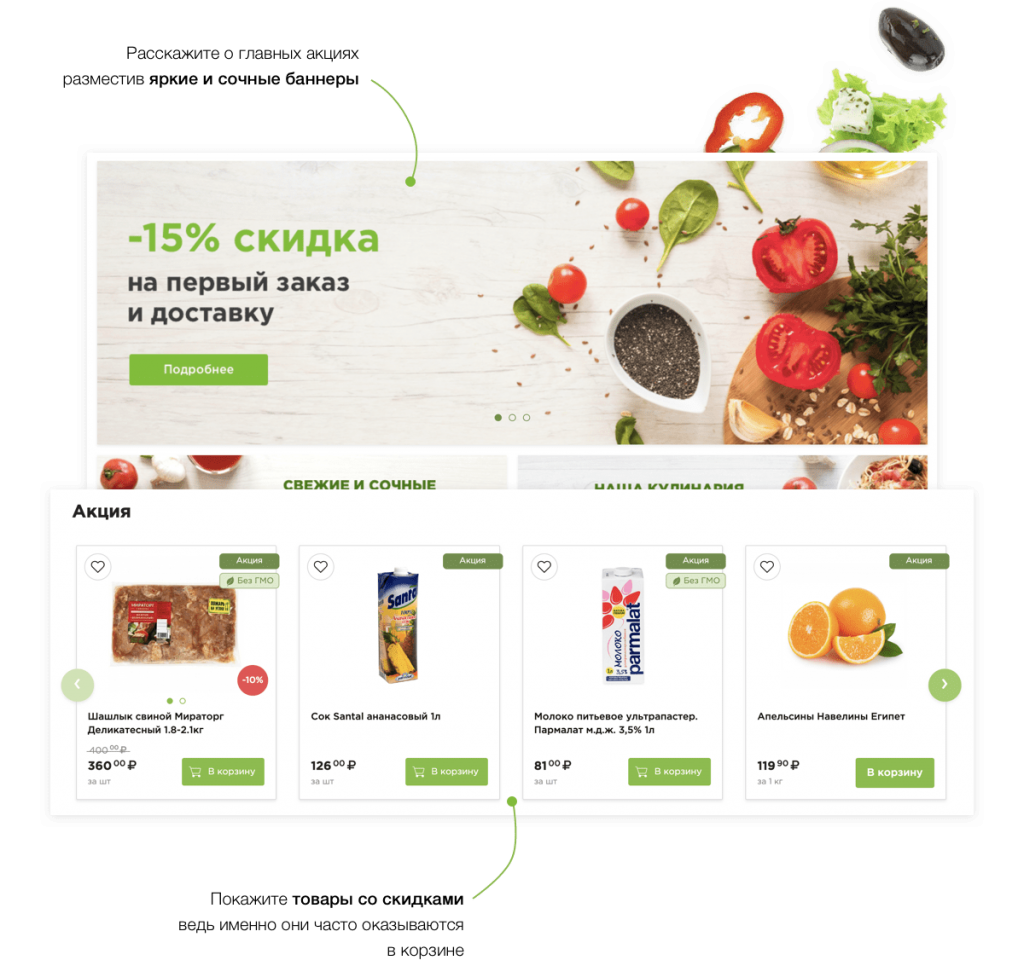 Расскажите о главных акциях
разместив яркие и сочные баннеры
-15% скидка
на первый заказ
и доставку
Подробнее
СВЕЖИЕ И СОЧНЫЕ
НАША КУЛИНАРИЯ
Акция
Акция
Без ГМО
МИРАТОРГ
-10%
Шашлык свиной Мираторг
Деликатесный 1.8-2.1кг
400 00 ₽
360 00 ₽
за шт
В корзину
Акция
Santal
Сок Santal ананасовый 1л
126 00 ₽
за шт
В корзину
Акция
Без ГМО
МОЛОКО
parmalat
3,5%
Молоко питьевое ультрапастер.
Пармалат м.д.ж. 3,5% 1л
81 00 ₽
за шт
В корзину
Акция
Апельсины Навелины Египет
119 90 ₽
за 1 кг
В корзину
Покажите товары со скидками
ведь именно они часто оказываются
в корзине